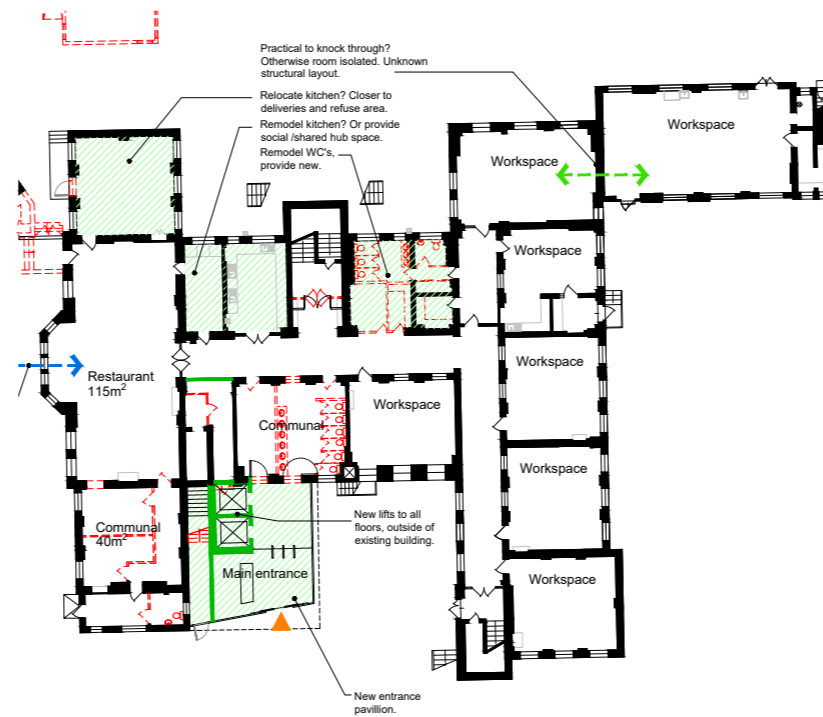 Practical to knock through?
Otherwise room isolated. Unknown
structural layout.
Relocate kitchen? Closer to
deliveries and refuse area.
Remodel kitchen? Or provide
social /shared hub space.
Remodel WC's,
provide new.
Workspace
Workspace
Workspace
Restaurant
115m²
Workspace
Communal
Workspace
Workspace
Communal
40m²
New lifts to all
floors, outside of
existing building.
Main entrance
Workspace
New entrance
pavillion.